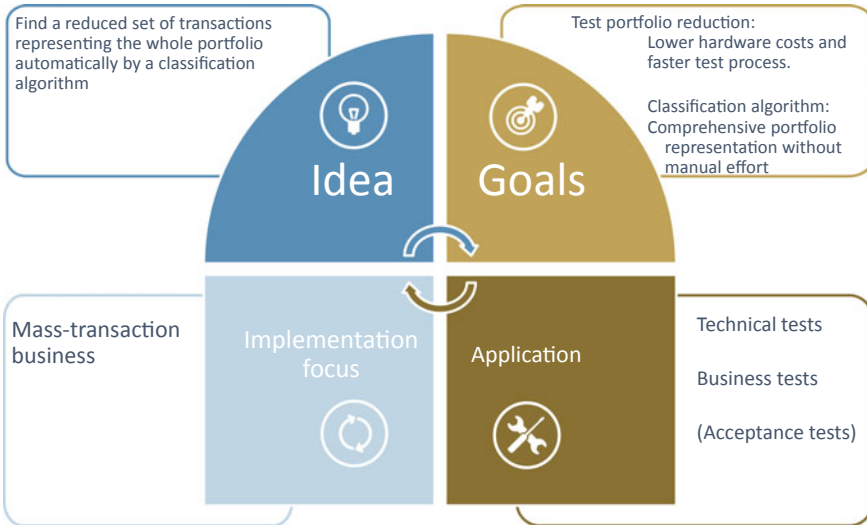 Find a reduced set of transactions
representing the whole portfolio
automatically by a classification
algorithm
Idea
Test portfolio reduction:
Lower hardware costs and
faster test process.
Classification algorithm:
Comprehensive portfolio
representation without
manual effort
Goals
Mass-transaction
business
Implementation
focus
Application
Technical tests
Business tests
(Acceptance tests)